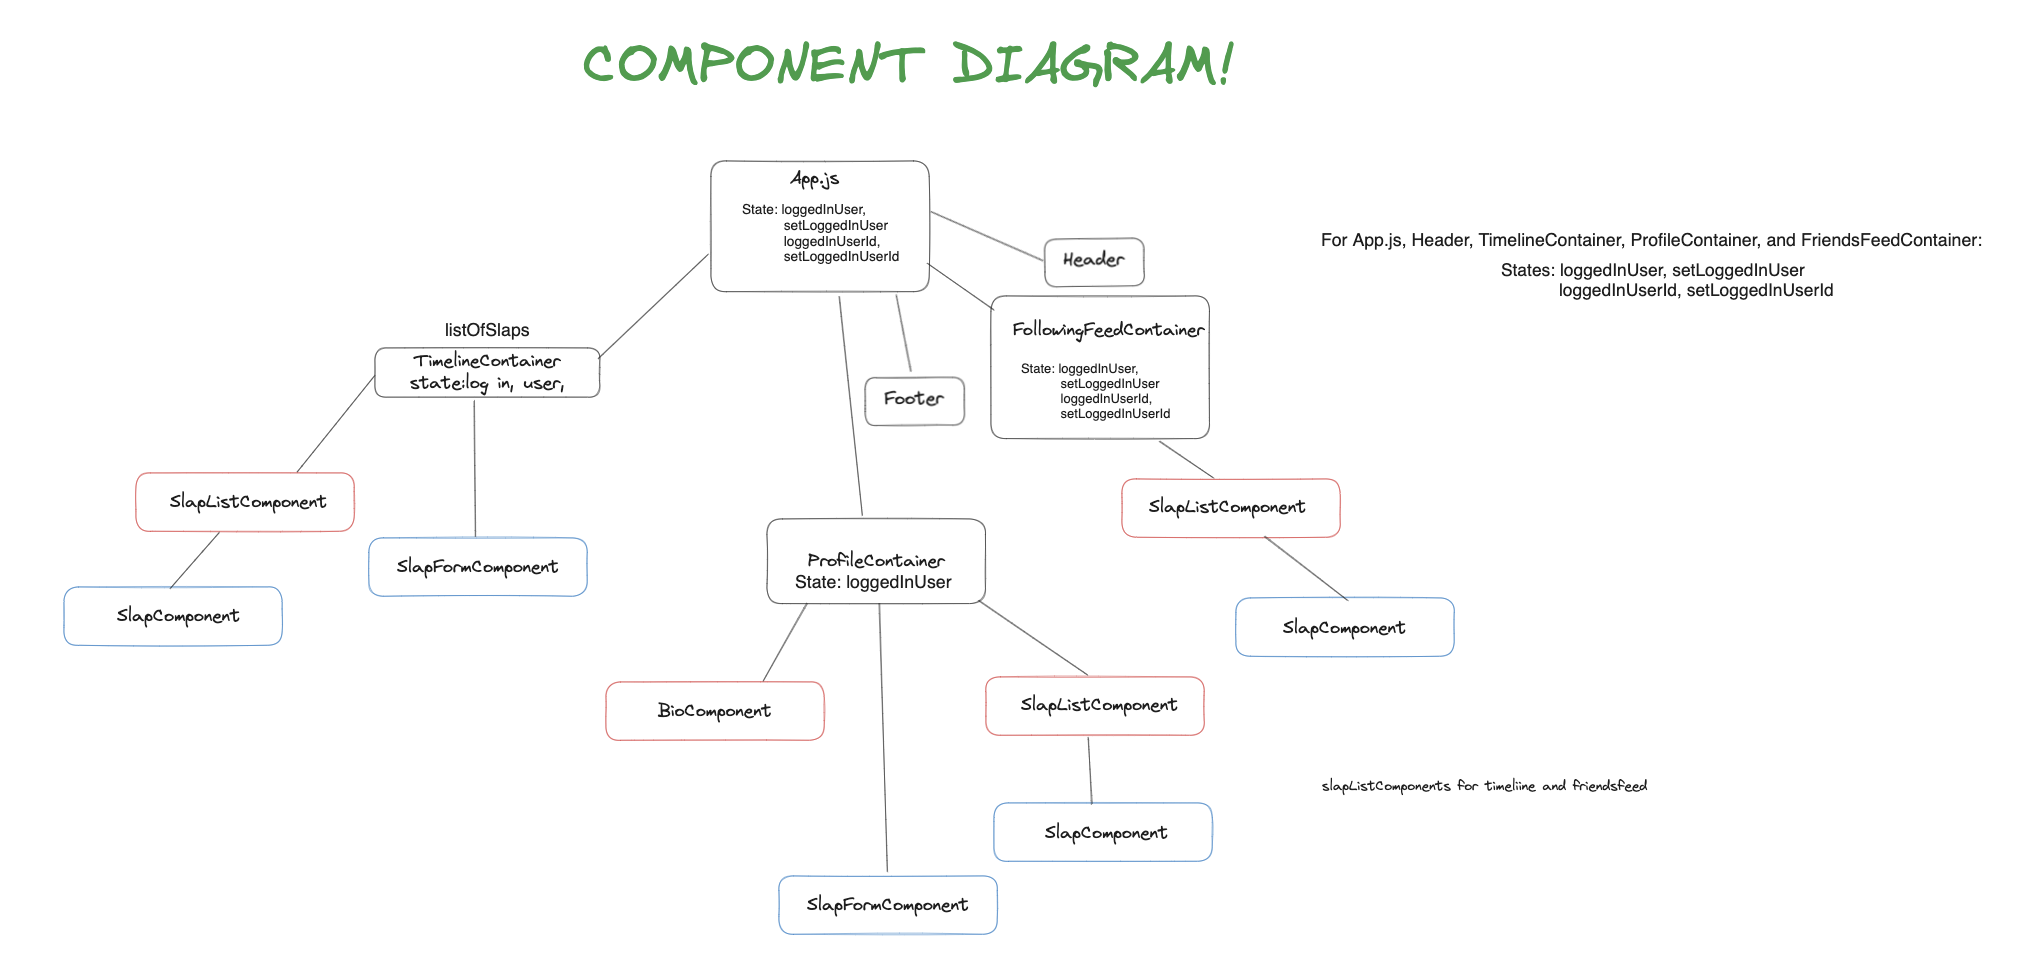 COMPONENT DIAGRAM!
App.js
State: loggedInUser,
setLoggedInUser
loggedInUserId,
setLoggedInUserId
Header
For App.js, Header, TimelineContainer, ProfileContainer, and FriendsFeedContainer:
States: loggedInUser, setLoggedInUser
loggedInUserId, setLoggedInUserId
listOfSlaps
TimelineContainer
state:log in, user,
Footer
FollowingFeedContainer
State: loggedInUser,
setLoggedInUser
loggedInUserId,
setLoggedInUserId
SlapListComponent
SlapFormComponent
SlapComponent
ProfileContainer
State: loggedInUser
SlapListComponent
SlapComponent
BioComponent
SlapListComponent
SlapComponent
SlapFormComponent
slapListComponents for timeliine and friendsfeed